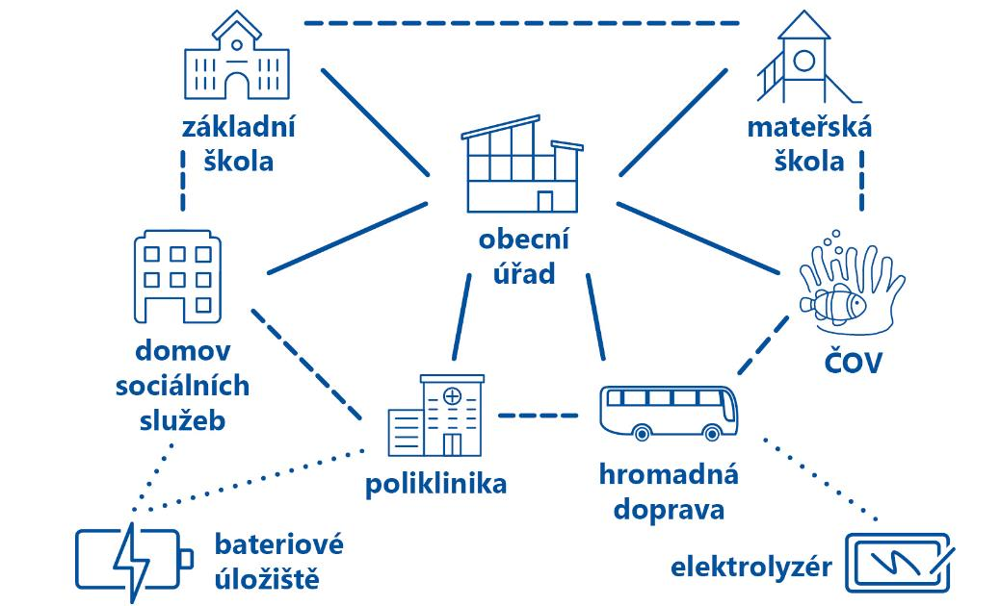 základní
škola
mateřská
škola
obecní
úřad
domov
sociálních
služeb
ČOV
poliklinika
hromadná
doprava
bateriové
úložiště
elektrolyzér